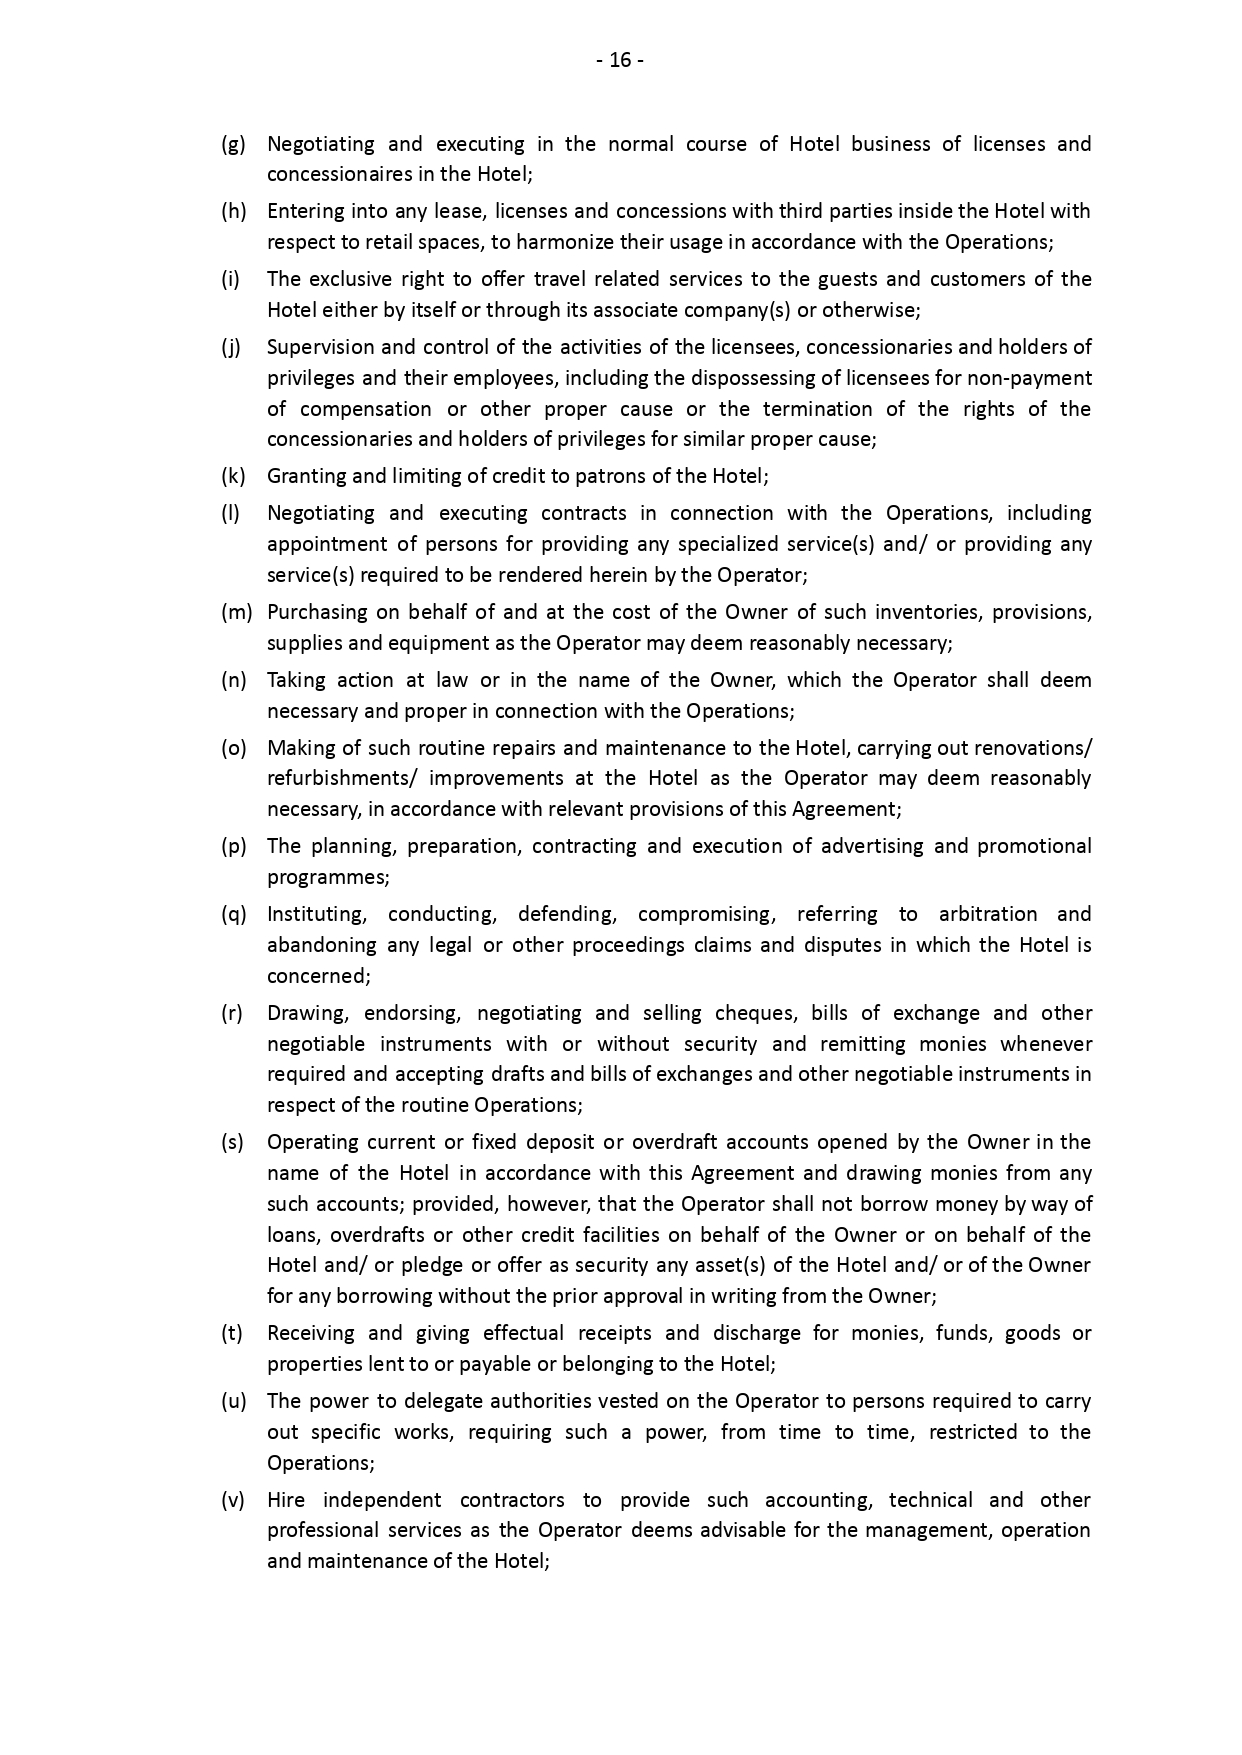 - 16 -
(g) Negotiating and executing in the normal course of Hotel business of licenses and
concessionaires in the Hotel;
(h) Entering into any lease, licenses and concessions with third parties inside the Hotel with
respect to retail spaces, to harmonize their usage in accordance with the Operations;
(i) The exclusive right to offer travel related services to the guests and customers of the
Hotel either by itself or through its associate company(s) or otherwise;
(j) Supervision and control of the activities of the licensees, concessionaries and holders of
privileges and their employees, including the dispossessing of licensees for non-payment
of compensation or other proper cause or the termination of the rights of the
concessionaries and holders of privileges for similar proper cause;
(k) Granting and limiting of credit to patrons of the Hotel;
(l) Negotiating and executing contracts in connection with the Operations, including
appointment of persons for providing any specialized service(s) and/ or providing any
service(s) required to be rendered herein by the Operator;
(m) Purchasing on behalf of and at the cost of the Owner of such inventories, provisions,
supplies and equipment as the Operator may deem reasonably necessary;
(n) Taking action at law or in the name of the Owner, which the Operator shall deem
necessary and proper in connection with the Operations;
(o) Making of such routine repairs and maintenance to the Hotel, carrying out renovations/
refurbishments/ improvements at the Hotel as the Operator may deem reasonably
necessary, in accordance with relevant provisions of this Agreement;
(p) The planning, preparation, contracting and execution of advertising and promotional
programmes;
(q) Instituting, conducting, defending, compromising, referring to arbitration and
abandoning any legal or other proceedings claims and disputes in which the Hotel is
concerned;
(r) Drawing, endorsing, negotiating and selling cheques, bills of exchange and other
negotiable instruments with or without security and remitting monies whenever
required and accepting drafts and bills of exchanges and other negotiable instruments in
respect of the routine Operations;
(s) Operating current or fixed deposit or overdraft accounts opened by the Owner in the
name of the Hotel in accordance with this Agreement and drawing monies from any
such accounts; provided, however, that the Operator shall not borrow money by way of
loans, overdrafts or other credit facilities on behalf of the Owner or on behalf of the
Hotel and/ or pledge or offer as security any asset(s) of the Hotel and/ or of the Owner
for any borrowing without the prior approval in writing from the Owner;
(t) Receiving and giving effectual receipts and discharge for monies, funds, goods or
properties lent to or payable or belonging to the Hotel;
(u) The power to delegate authorities vested on the Operator to persons required to carry
out specific works, requiring such a power, from time to time, restricted to the
Operations;
(v) Hire independent contractors to provide such accounting, technical and other
professional services as the Operator deems advisable for the management, operation
and maintenance of the Hotel;